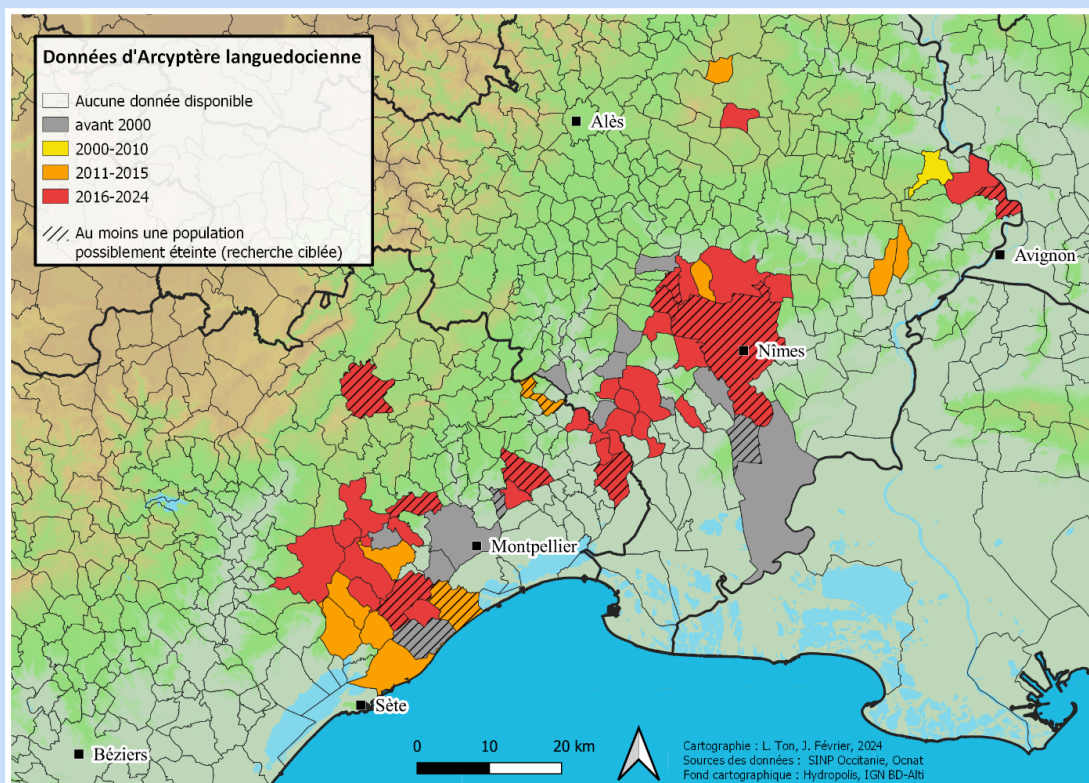 Données d'Arcyptère languedocienne
Aucune donnée disponible
avant 2000
2000-2010
2011-2015
2016-2024
Au moins une population
possiblement éteinte (recherche ciblée)
Alès
Avignon
Nîmes
Montpellier
Sète
Béziers
0 10 20 km
Cartographie : L. Ton, J. Février, 2024
Sources des données : SINP Occitanie, Ocnat
Fond cartographique : Hydropolis, IGN BD-Alti